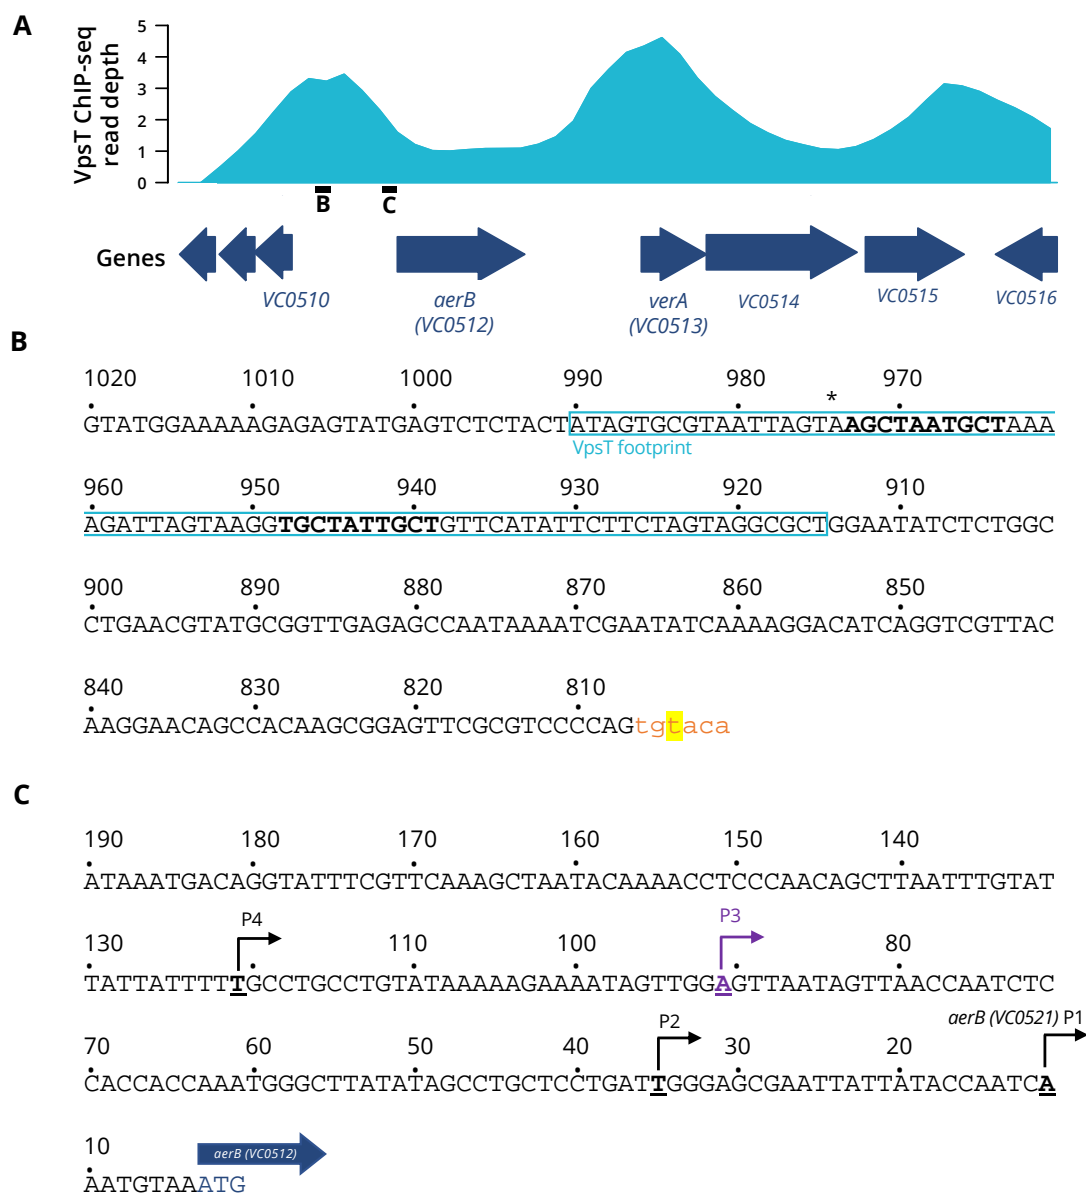 A
VpsT ChIP-seq
read depth
5
4
3
2
1
0
B C
Genes
VC0510
aerB
(VC0512)
verA
(VC0513)
VC0514
VC0515
VC0516
B
1020 1010 1000 990 980 970
*
GTATGGAAAAAGAGAGTATGAGTCTCTACTATAGTGCGTAATTAGTAAGCTAATGCTAAA
VpsT footprint
960 950 940 930 920 910
AGATTAGTAAGGTGCTATTGCTGTTCATATTCTTCTAGTAGGCGCTGGAATATCTCTGGC
900 890 880 870 860 850
CTGAACGTATGCGGTTGAGAGCCAATAAAATCGAATATCAAAAGGACATCAGGTCGTTAC
840 830 820 810
AAGGAACAGCCACAAGCGGAGTTCGCGTCCCCAGtgtaca
C
190 180 170 160 150 140
ATAAATGACAGGTATTTCGTTCAAAGCTAATACAAAACCTCCCAACAGCTTAATTTGTAT
P4 P3
130 110 100 80
TATTATTTTTGCCTGCCTGTATAAAAAGAAAATAGTTGGAGTTAATAGTTAACCAATCTC
P2 aerB (VC0521) P1
70 60 50 40 30 20
CACCACCAAATGGGCTTATATAGCCTGCTCCTGATTGGGAGCGAATTATTATACCAATCA
10 aerB (VC0512)
AATGTAAATG